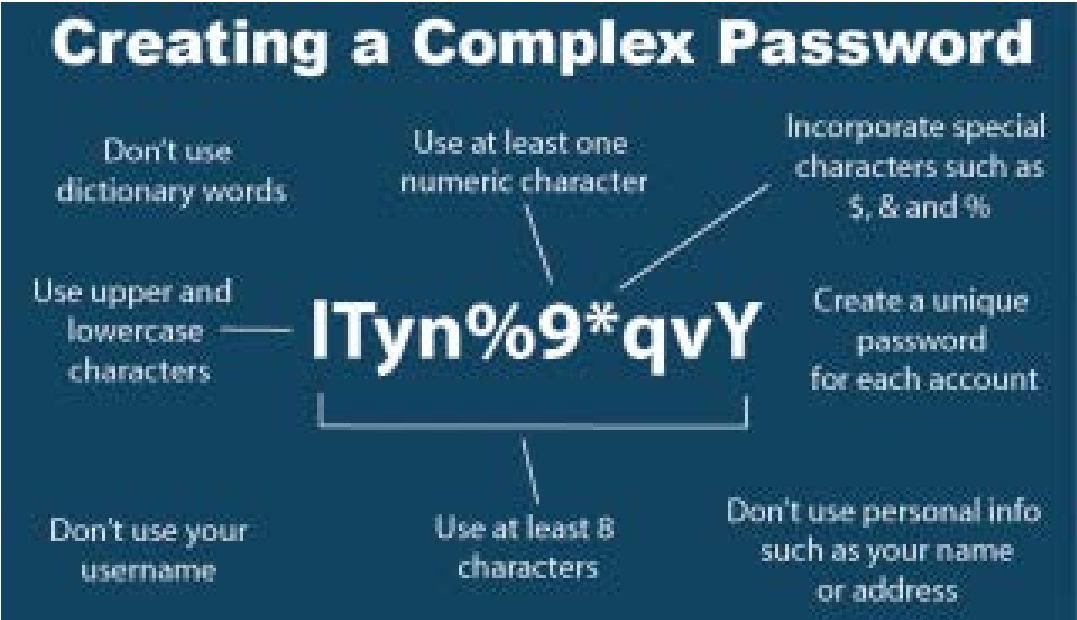 Creating a Complex Password
Don't use
dictionary words
Use at least one
numeric character
Incorporate special
characters such as
$, & and %
Use upper and
lowercase
characters
lTyn%9*qvY
Create a unique
password
for each account
Don't use your
username
Use at least 8
characters
Don't use personal info
such as your name
or address